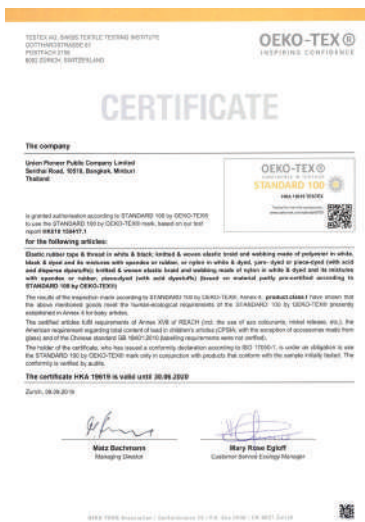 TESTEX AG, SWISS TEXTILE TESTING INSTITUTE
GOTTHARDSTRASSE 61
POSTFACH 2156
8002 ZÜRICH, SWITZERLAND
OEKO-TEX®
INSPIRING CONFIDENCE
CERTIFICATE
The company
Union Pioneer Public Company Limited
Senthai Road, 10510, Bangkok, Minburi
Thailand
OEKO-TEX®
CONFIDENCE IN TEXTILES
STANDARD 100
is granted authorisation according to STANDARD 100 by OEKO-TEX®
to use the STANDARD 100 by OEKO-TEX® mark, based on our test
report
for the following articles:
Elastic rubber tape & thread in white & black; knitted & woven elastic braid and webbing made of polyester in white,
black & dyed and its mixtures with spandex or rubber, or nylon in white & dyed, yarn-dyed or piece-dyed (with acid
and disperse dyestuffs); knitted & woven elastic braid and webbing made of nylon in white & dyed and its mixtures
with spandex or rubber, piece-dyed (with acid dyestuffs) (based on material partly pre-certified according to
STANDARD 100 by OEKO-TEX®)
The results of the inspection made according to STANDARD 100 by OEKO-TEX®, Annex 4, product class I have shown that
the above mentioned goods meet the human-ecological requirements of the STANDARD 100 by OEKO-TEX® presently
established in Annex 4 for baby articles.
The certified articles fulfil requirements of Annex XVII of REACH (incl. the use of azo colourants, nickel release, etc.), the
American requirement regarding total content of lead in children's articles (CPSIA; with the exception of accessories made from
glass) and of the Chinese standard GB 18401:2010 (labelling requirements were not verified).
The holder of the certificate, who has issued a conformity declaration according to ISO 17050-1, is under an obligation to use
the STANDARD 100 by OEKO-TEX® mark only in conjunction with products that conform with the sample initially tested. The
conformity is verified by audits.
The certificate HKA 19619 is valid until 30.06.2020
Zurich,
Marc Bachmann
Managing Director
Mary Rose Egloff
Customer Service Ecology Manager